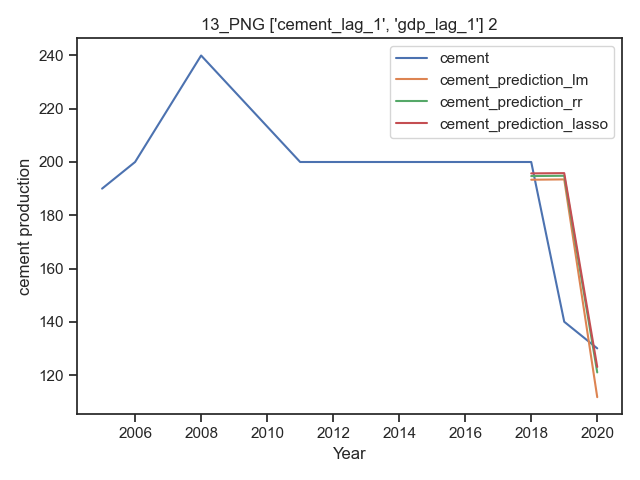 13_PNG ['cement_lag_1', 'gdp_lag_1'] 2
cement
cement_prediction_lm
cement_prediction_rr
cement_prediction_lasso
cement production
240
220
200
180
160
140
120
2006 2008 2010 2012 2014 2016 2018 2020
Year